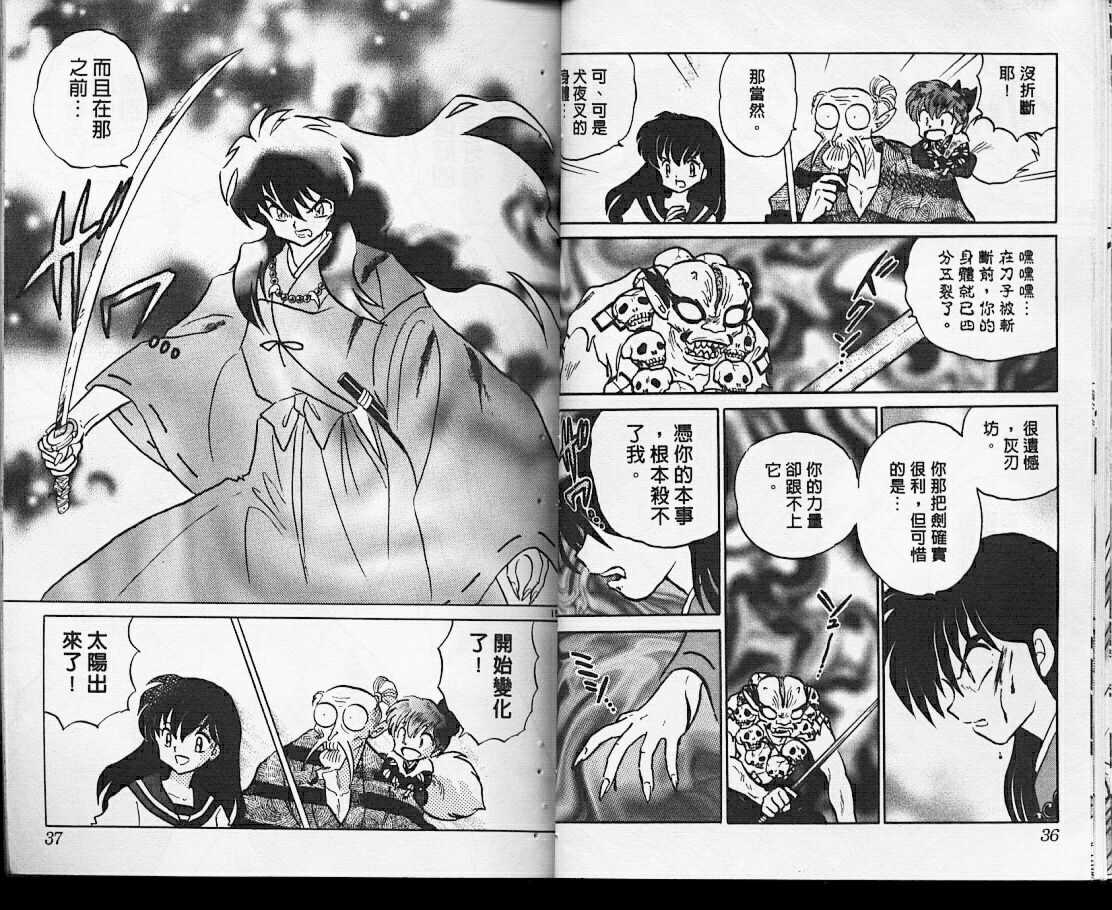 沒折斷
耶！
那當然。
可、可是
犬夜叉的
身體…
嘿嘿嘿…
在刀子被斬
斷前，你的
身體就已四
分五裂了。
很遺憾
，灰刃
坊。
你那把劍確實
很利，但可惜
的是…
你的力量
卻跟不上
它。
憑你的本事
，根本殺不
了我。
36
而且在那
之前…
開始變化
了！
太陽出
來了！
37